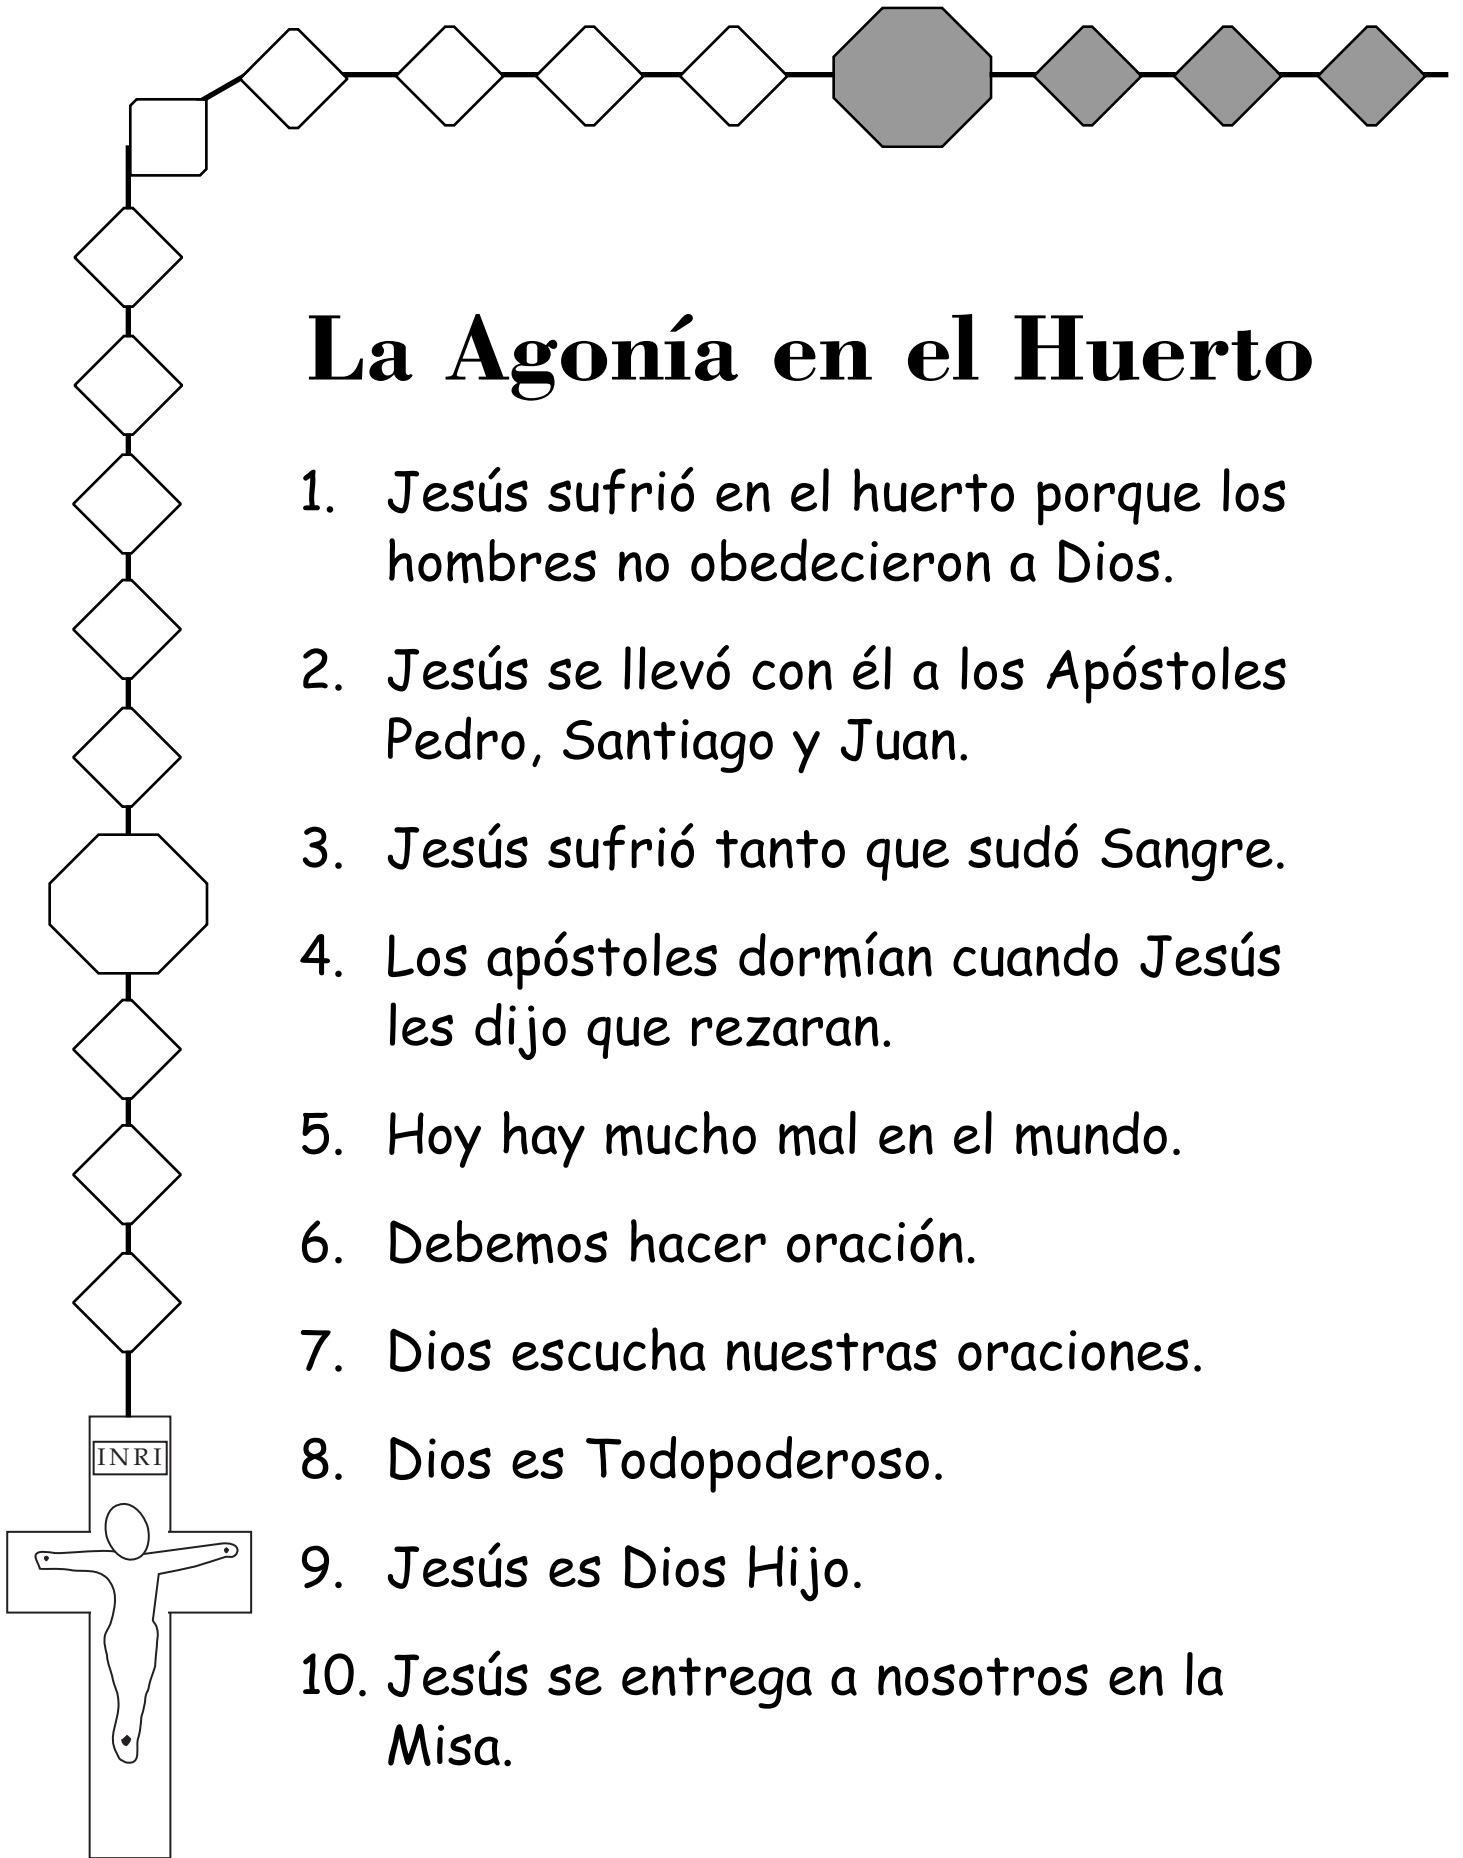 La Agonía en el Huerto
1. Jesús sufrió en el huerto porque los
hombres no obedecieron a Dios.
2. Jesús se llevó con él a los Apóstoles
Pedro, Santiago y Juan.
3. Jesús sufrió tanto que sudó Sangre.
4. Los apóstoles dormían cuando Jesús
les dijo que rezaran.
5. Hoy hay mucho mal en el mundo.
6. Debemos hacer oración.
7. Dios escucha nuestras oraciones.
8. Dios es Todopoderoso.
9. Jesús es Dios Hijo.
10. Jesús se entrega a nosotros en la
Misa.
INRI